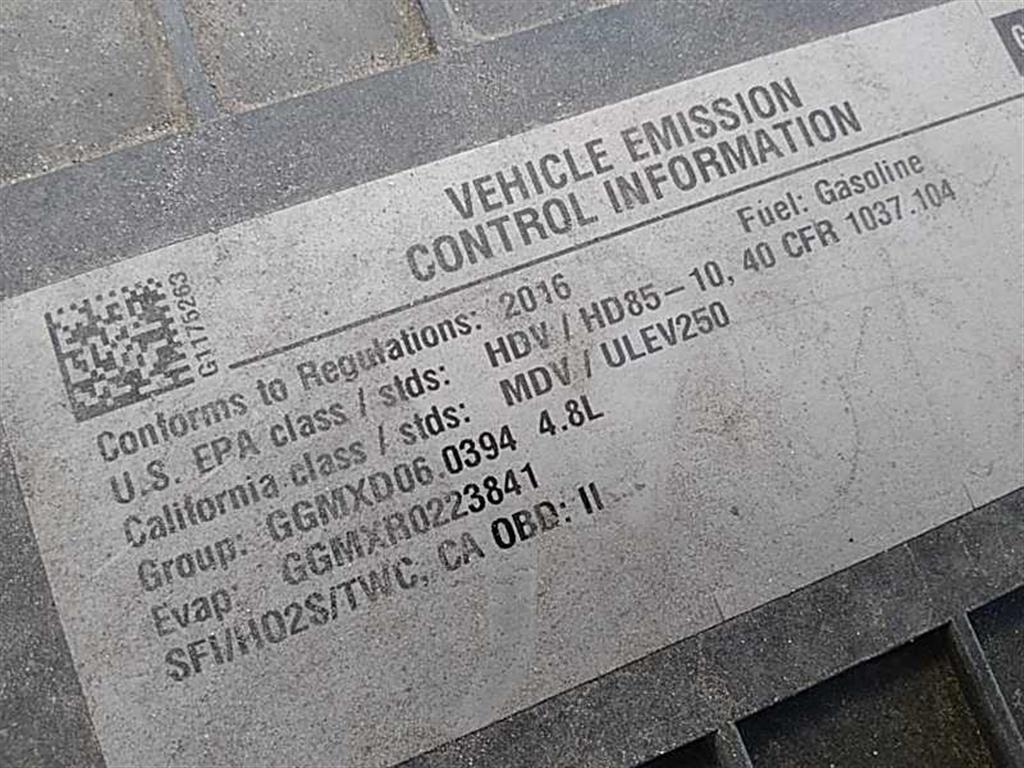 VEHICLE EMISSION
CONTROL INFORMATION
G1775263
Conforms to Regulations: 2016 Fuel: Gasoline
U.S. EPA class / stds: HDV / HD85-10, 40 CFR 1037.104
California class / stds: MDV / ULEV250
Group: GGMXD06.0394 4.8L
Evap: GGMXR0223841
SFI/HO2S/TWC, CA OBD: II